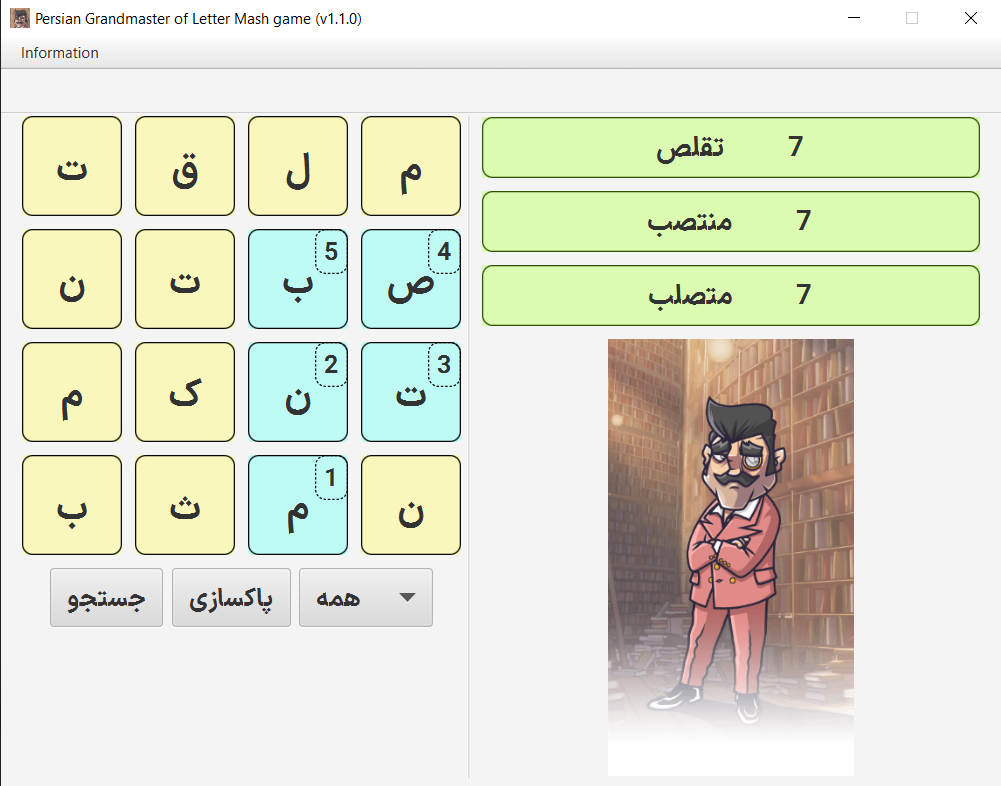 Persian Grandmaster of Letter Mash game (v1.1.0)
Information
ت ق ل م
ن ت ب 5 ص 4
م ک ن 2 ت 3
ب ث م 1 ن
جستجو پاکسازی همه
تقلص 7
منتصب 7
متصلب 7